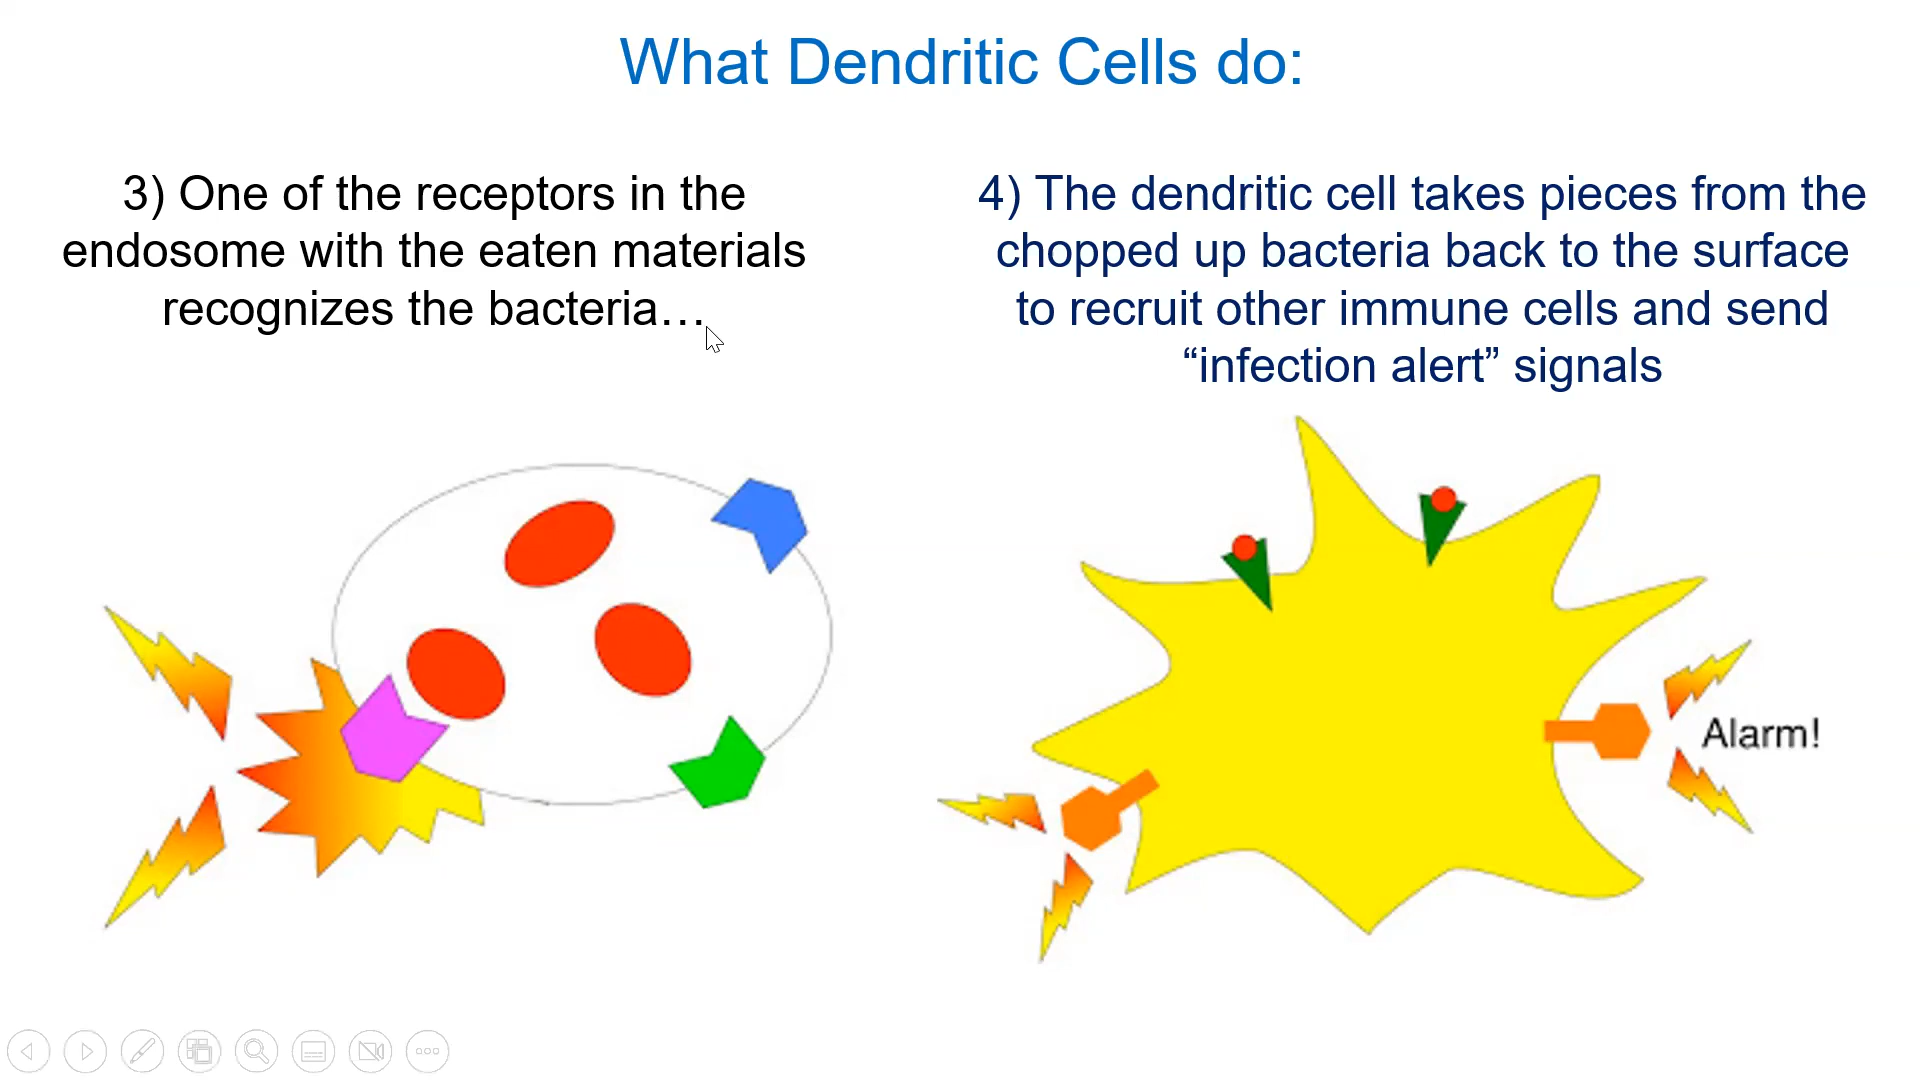 What Dendritic Cells do:
3) One of the receptors in the
endosome with the eaten materials
recognizes the bacteria…
4) The dendritic cell takes pieces from the
chopped up bacteria back to the surface
to recruit other immune cells and send
“infection alert” signals
Alarm!